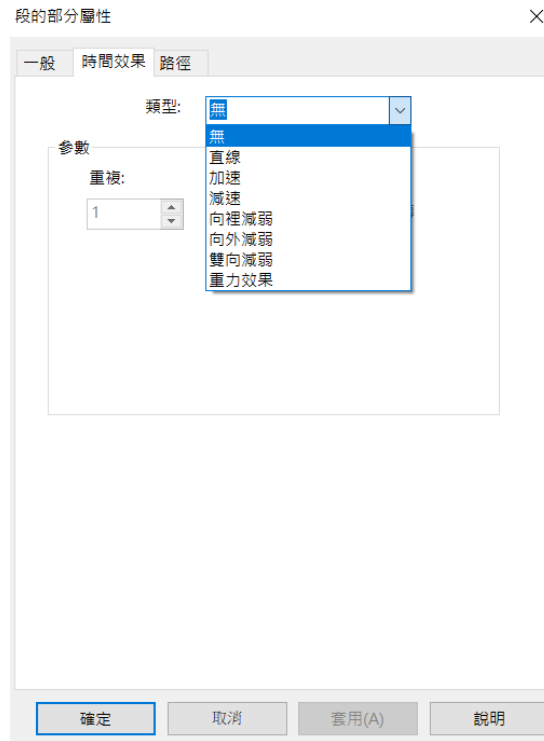 段的部分屬性
一般 時間效果 路徑
類型: 無
無
參數 直線
重複: 加速
1 減速
向裡減弱
向外減弱
雙向減弱
重力效果
確定 取消 套用(A) 說明